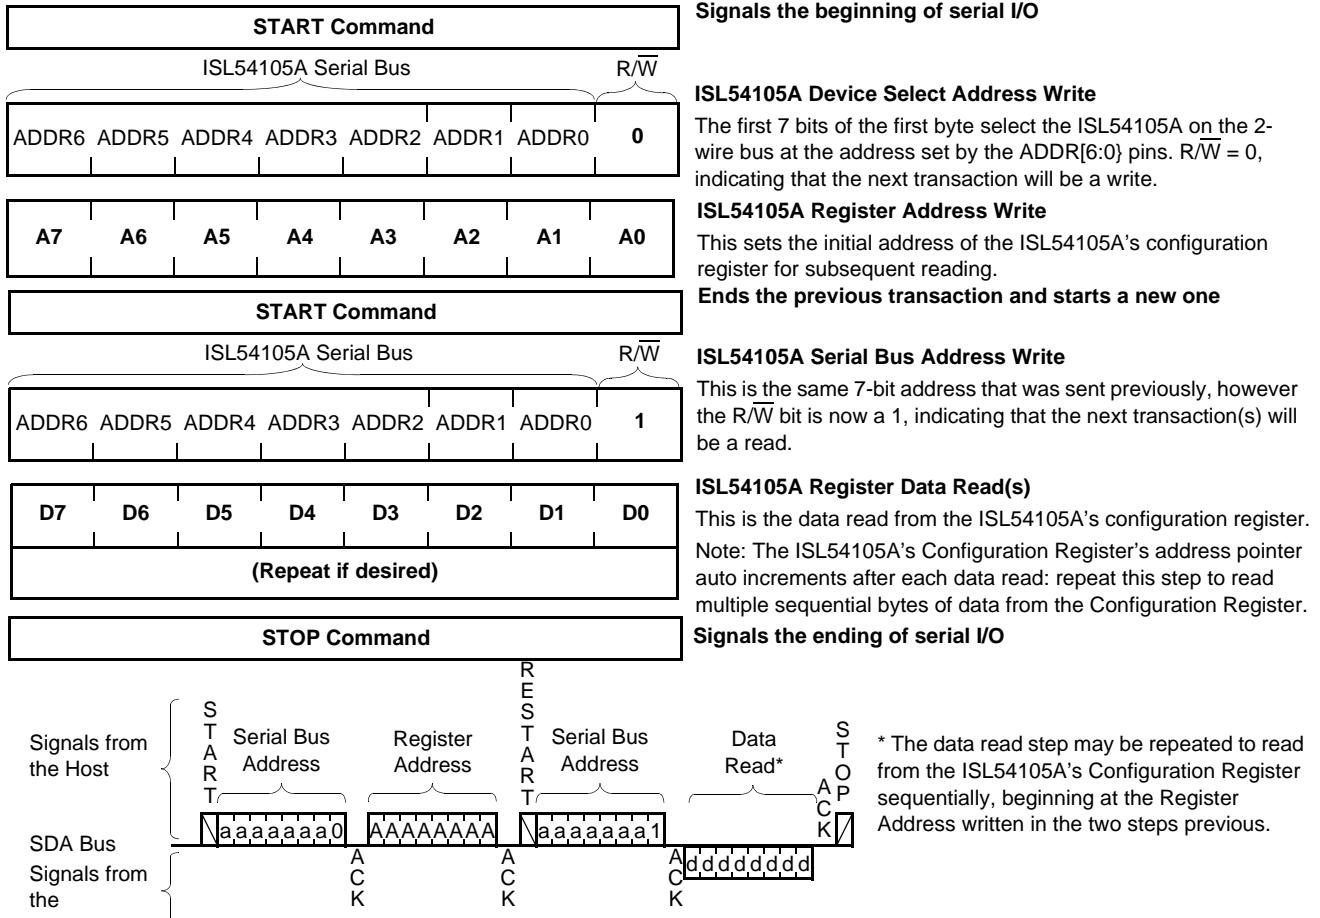 START Command
Signals the beginning of serial I/O
ISL54105A Serial Bus R/W
ADDR6 ADDR5 ADDR4 ADDR3 ADDR2 ADDR1 ADDR0 0
ISL54105A Device Select Address Write
The first 7 bits of the first byte select the ISL54105A on the 2-
wire bus at the address set by the ADDR[6:0} pins. R/W = 0,
indicating that the next transaction will be a write.
A7 A6 A5 A4 A3 A2 A1 A0
ISL54105A Register Address Write
This sets the initial address of the ISL54105A's configuration
register for subsequent reading.
START Command
Ends the previous transaction and starts a new one
ISL54105A Serial Bus R/W
ADDR6 ADDR5 ADDR4 ADDR3 ADDR2 ADDR1 ADDR0 1
ISL54105A Serial Bus Address Write
This is the same 7-bit address that was sent previously, however
the R/W bit is now a 1, indicating that the next transaction(s) will
be a read.
D7 D6 D5 D4 D3 D2 D1 D0
(Repeat if desired)
ISL54105A Register Data Read(s)
This is the data read from the ISL54105A's configuration register.
Note: The ISL54105A's Configuration Register's address pointer
auto increments after each data read: repeat this step to read
multiple sequential bytes of data from the Configuration Register.
STOP Command
Signals the ending of serial I/O
Signals from
the Host
START
Serial Bus
Address
Register
Address
RESTART
Serial Bus
Address
Data
Read*
ACK
STOP
* The data read step may be repeated to read
from the ISL54105A's Configuration Register
sequentially, beginning at the Register
Address written in the two steps previous.
SDA Bus
a a a a a a a 0
A A A A A A A A
a a a a a a a 1
Signals from
the
ACK
ACK
ACK
d d d d d d d d